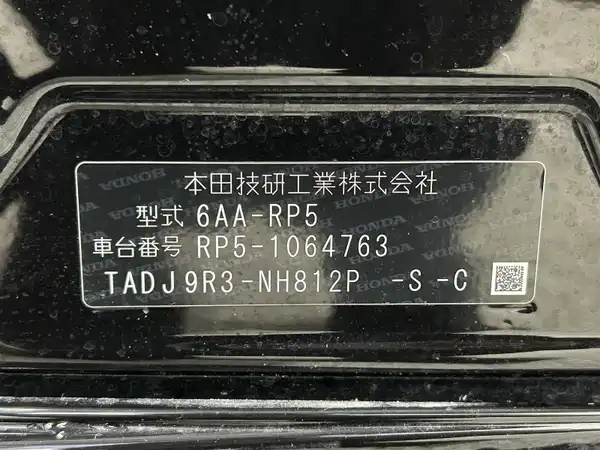 本田技研工業株式会社
型式 6AA-RP5
車台番号 RP5-1064763
TADJ9R3-NH812P -S -C